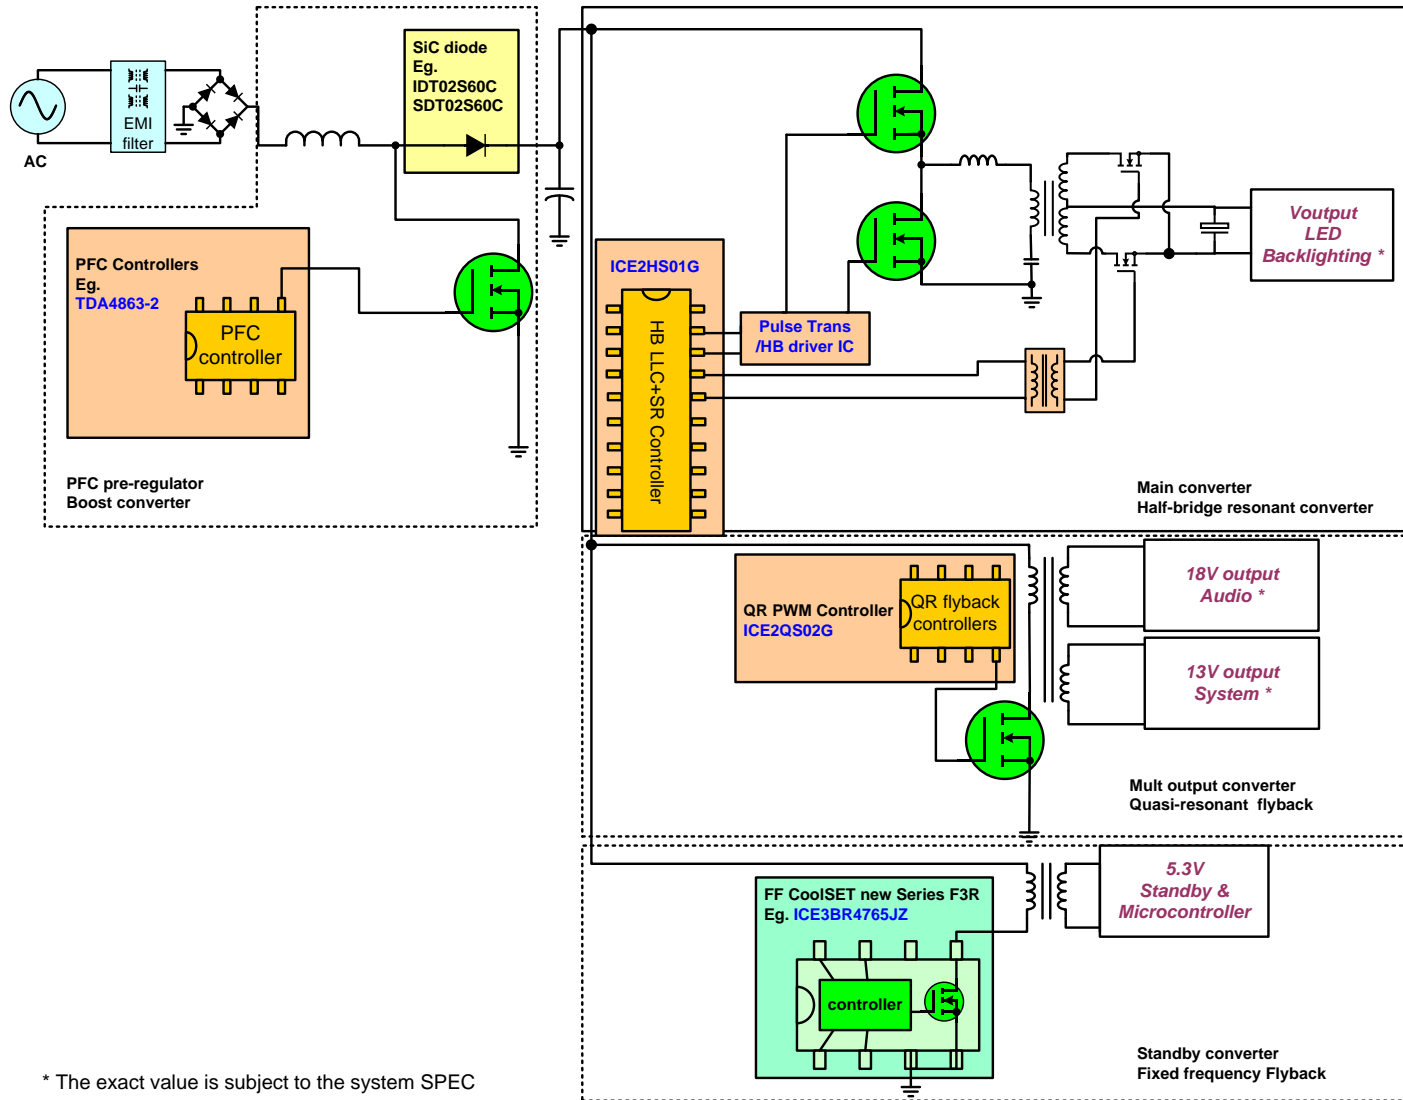 SiC diode
Eg.
IDT02S60C
SDT02S60C
EMI
filter
AC
PFC Controllers
Eg.
TDA4863-2
PFC
controller
PFC pre-regulator
Boost converter
ICE2HS01G
HB LLC+SR Controller
Pulse Trans
/HB driver IC
Voutput
LED
Backlighting *
Main converter
Half-bridge resonant converter
QR PWM Controller
ICE2QS02G
QR flyback
controllers
18V output
Audio *
13V output
System *
Mult output converter
Quasi-resonant flyback
FF CoolSET new Series F3R
Eg. ICE3BR4765JZ
controller
5.3V
Standby &
Microcontroller
Standby converter
Fixed frequency Flyback
* The exact value is subject to the system SPEC